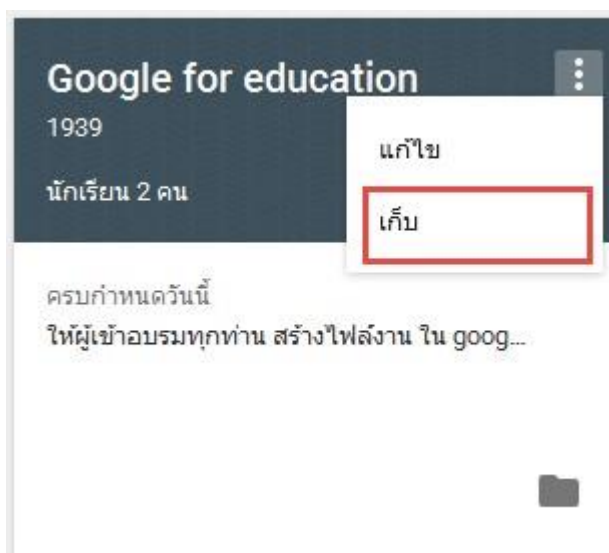 Google for education
1939
นักเรียน 2 คน
แก้ไข
เก็บ
ครบกำหนดวันนี้
ให้ผู้เข้าอบรมทุกท่าน สร้างไฟล์งาน ใน goog...